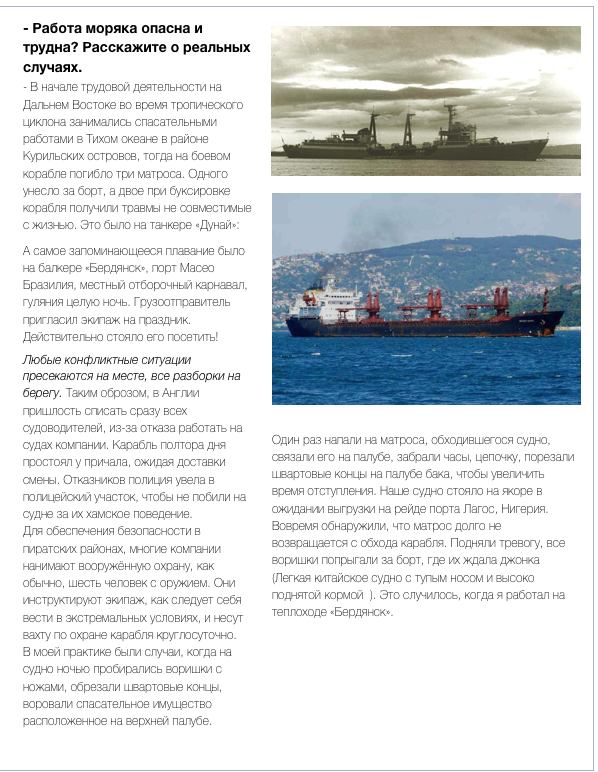 - Работа моряка опасна и
трудна? Расскажите о реальных
случаях.
- В начале трудовой деятельности на
Дальнем Востоке во время тропического
циклона занимались спасательными
работами в Тихом океане в районе
Курильских островов, тогда на боевом
корабле погибло три матроса. Одного
унесло за борт, а двое при буксировке
корабля получили травмы не совместимые
с жизнью. Это было на танкере «Дунай»:
А самое запоминающееся плавание было
на балкере «Бердянск», порт Масео
Бразилия, местный отборочный карнавал,
гуляния целую ночь. Грузоотправитель
пригласил экипаж на праздник.
Действительно стояло его посетить!
Любые конфликтные ситуации
пресекаются на месте, все разборки на
берегу. Таким оброзом, в Англии
пришлость списать сразу всех
судоводителей, из-за отказа работать на
судах компании. Карабль полтора дня
простоял у причала, ожидая доставки
смены. Отказников полиция увела в
полицейский участок, чтобы не побили на
судне за их хамское поведение.
Для обеспечения безопасности в
пиратских районах, многие компании
нанимают вооружённую охрану, как
обычно, шесть человек с оружием. Они
инструктируют экипаж, как следует себя
вести в экстремальных условиях, и несут
вахту по охране карабля круглосуточно.
В моей практике были случаи, когда на
судно ночью пробирались воришки с
ножами, обрезали швартовые концы,
воровали спасательное имущество
расположенное на верхней палубе.
Один раз напали на матроса, обходившегося судно,
связали его на палубе, забрали часы, цепочку, порезали
швартовые концы на палубе бака, чтобы увеличить
время отступления. Наше судно стояло на якоре в
ожидании выгрузки на рейде порта Лагос, Нигерия.
Вовремя обнаружили, что матрос долго не
возвращается с обхода карабля. Подняли тревогу, все
воришки попрыгали за борт, где их ждала джонка
(Легкая китайское судно с тупым носом и высоко
поднятой кормой  ). Это случилось, когда я работал на
теплоходе «Бердянск».